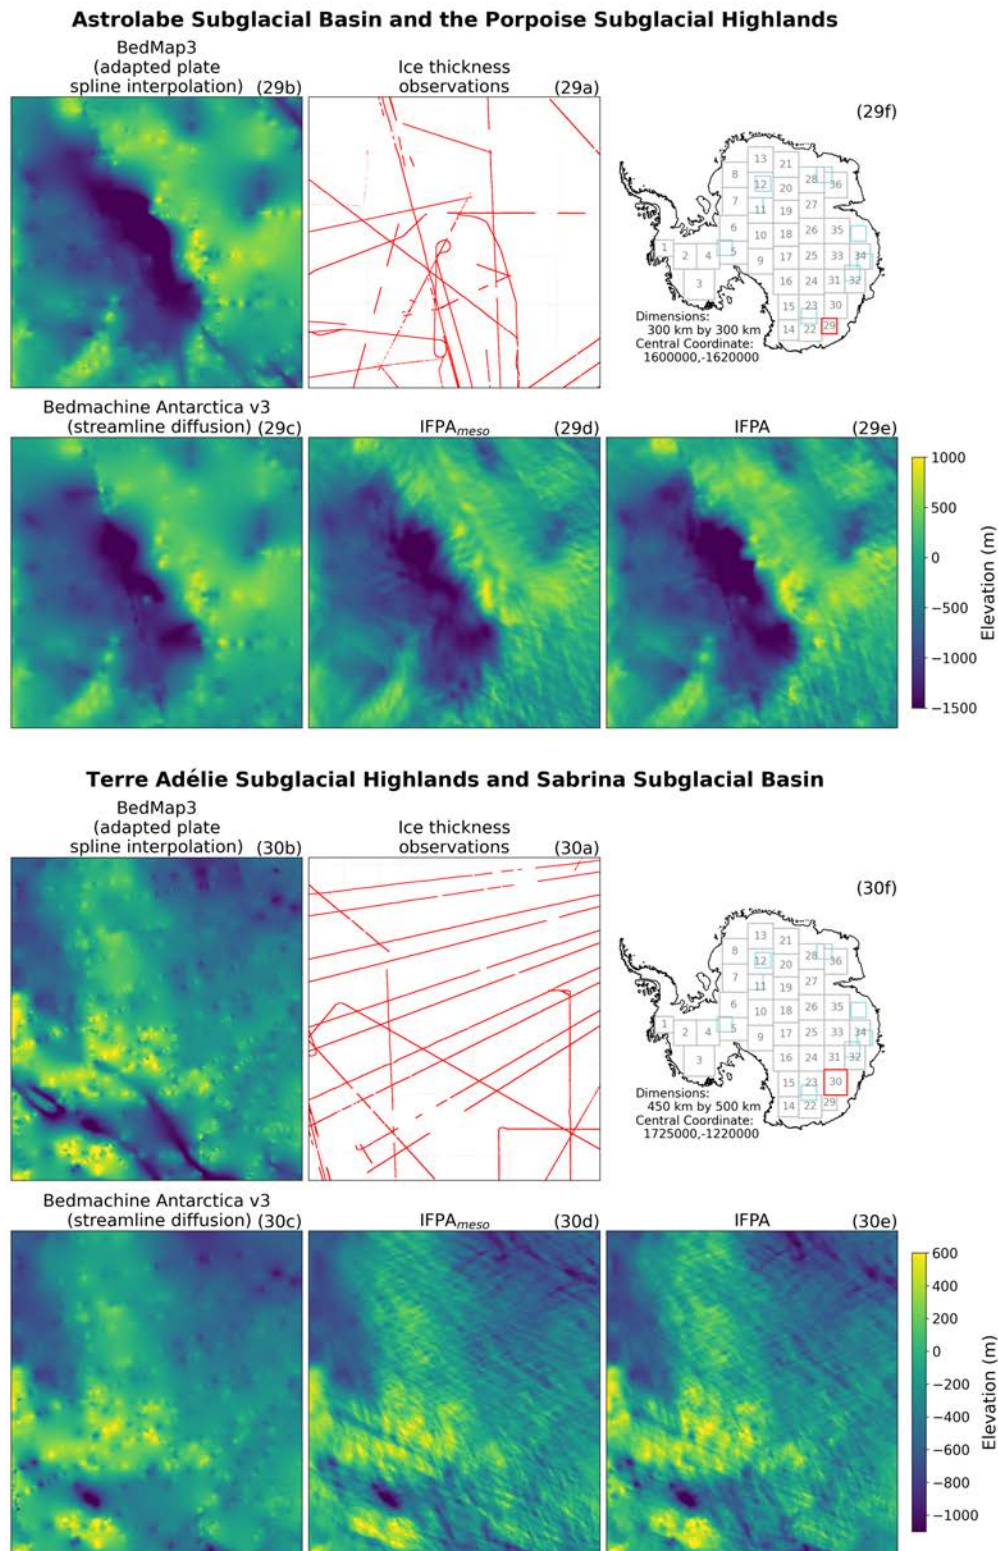 Astrolabe Subglacial Basin and the Porpoise Subglacial Highlands
BedMap3
(adapted plate
spline interpolation) (29b)
Ice thickness
observations (29a)
(29f)
13 21
8 12 20 28 36
7 11 19 27
6 10 18 26 35
1 2 4 5 9 17 25 33 34
3 16 24 31 32
15 23 30
14 22 29
Dimensions:
300 km by 300 km
Central Coordinate:
1600000,-1620000
Bedmachine Antarctica v3
(streamline diffusion) (29c)
IFPAmeso (29d)
IFPA (29e)
1000
500
0
−500
−1000
−1500
Elevation (m)
Terre Adélie Subglacial Highlands and Sabrina Subglacial Basin
BedMap3
(adapted plate
spline interpolation) (30b)
Ice thickness
observations (30a)
(30f)
13 21
8 12 20 28 36
7 11 19 27
6 10 18 26 35
1 2 4 5 9 17 25 33 34
3 16 24 31 32
15 23 30
14 22 29
Dimensions:
450 km by 500 km
Central Coordinate:
1725000,-1220000
Bedmachine Antarctica v3
(streamline diffusion) (30c)
IFPAmeso (30d)
IFPA (30e)
600
400
200
0
−200
−400
−600
−800
−1000
Elevation (m)